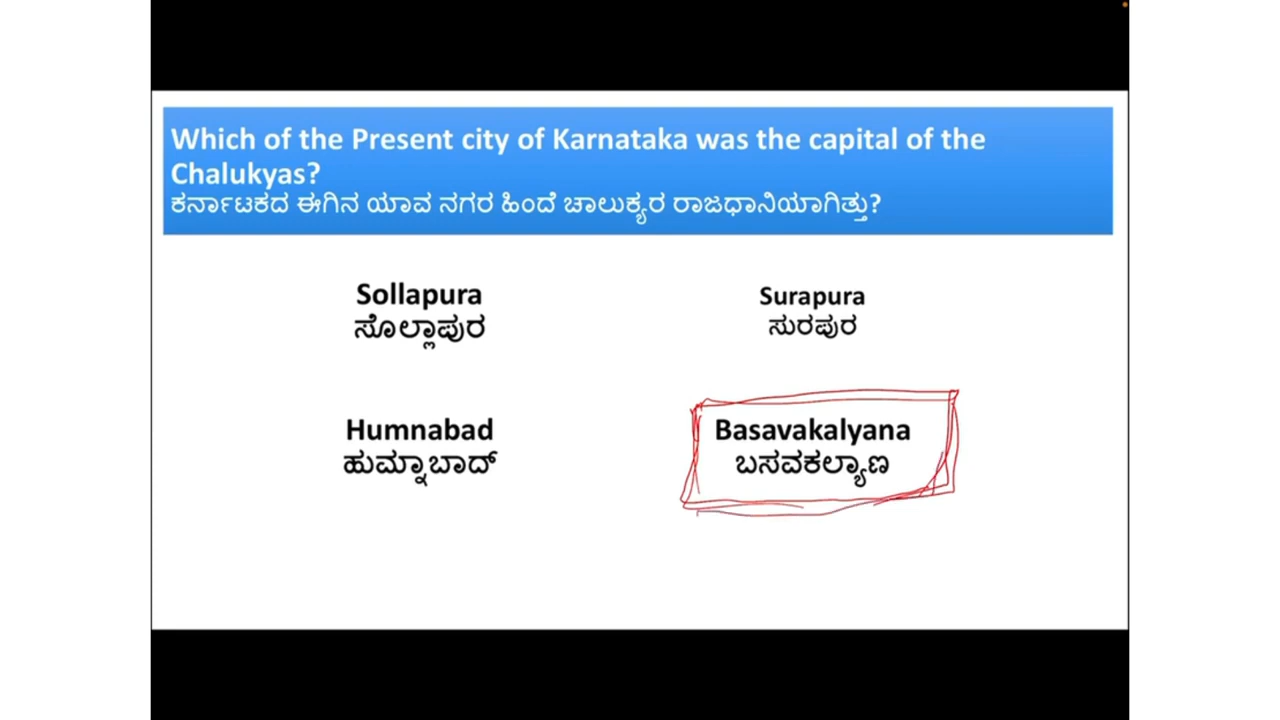 Which of the Present city of Karnataka was the capital of the
Chalukyas?
ಕರ್ನಾಟಕದ ಈಗಿನ ಯಾವ ನಗರ ಹಿಂದೆ ಚಾಲುಕ್ಯರ ರಾಜಧಾನಿಯಾಗಿತ್ತು?
Sollapura
ಸೊಲ್ಲಾಪುರ
Surapura
ಸುರಪುರ
Humnabad
ಹುಮ್ನಾಬಾದ್
Basavakalyana
ಬಸವಕಲ್ಯಾಣ